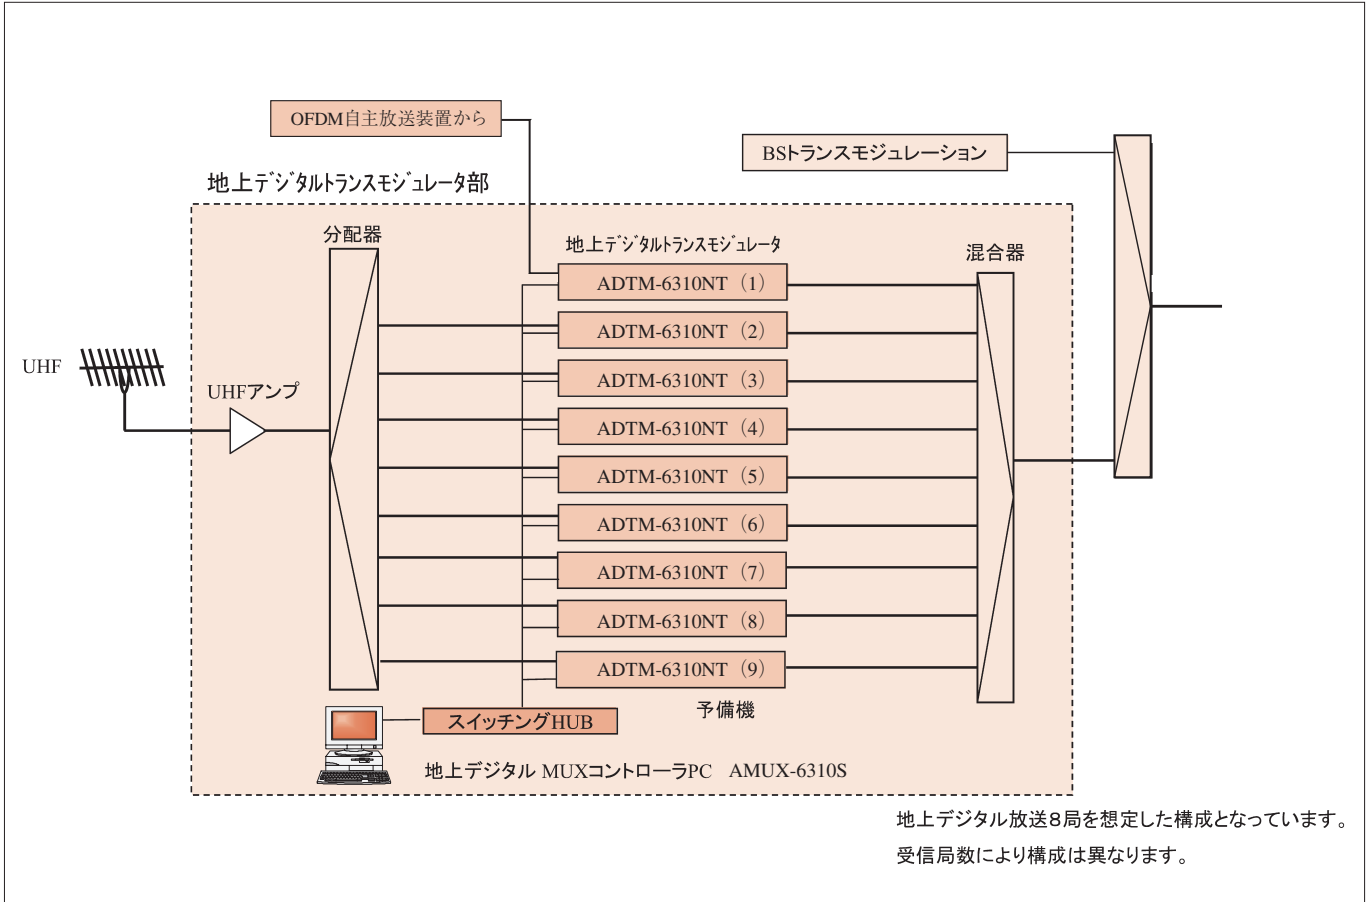 OFDM自主放送装置から
BSトランスモジュレーション
地上デジタルトランスモジュレータ部
分配器
地上デジタルトランスモジュレータ
混合器
ADTM-6310NT（1）
ADTM-6310NT（2）
ADTM-6310NT（3）
ADTM-6310NT（4）
ADTM-6310NT（5）
ADTM-6310NT（6）
ADTM-6310NT（7）
ADTM-6310NT（8）
ADTM-6310NT（9）
UHF
UHFアンプ
予備機
スイッチングHUB
地上デジタル MUXコントローラPC AMUX-6310S
地上デジタル放送8局を想定した構成となっています。
受信局数により構成は異なります。